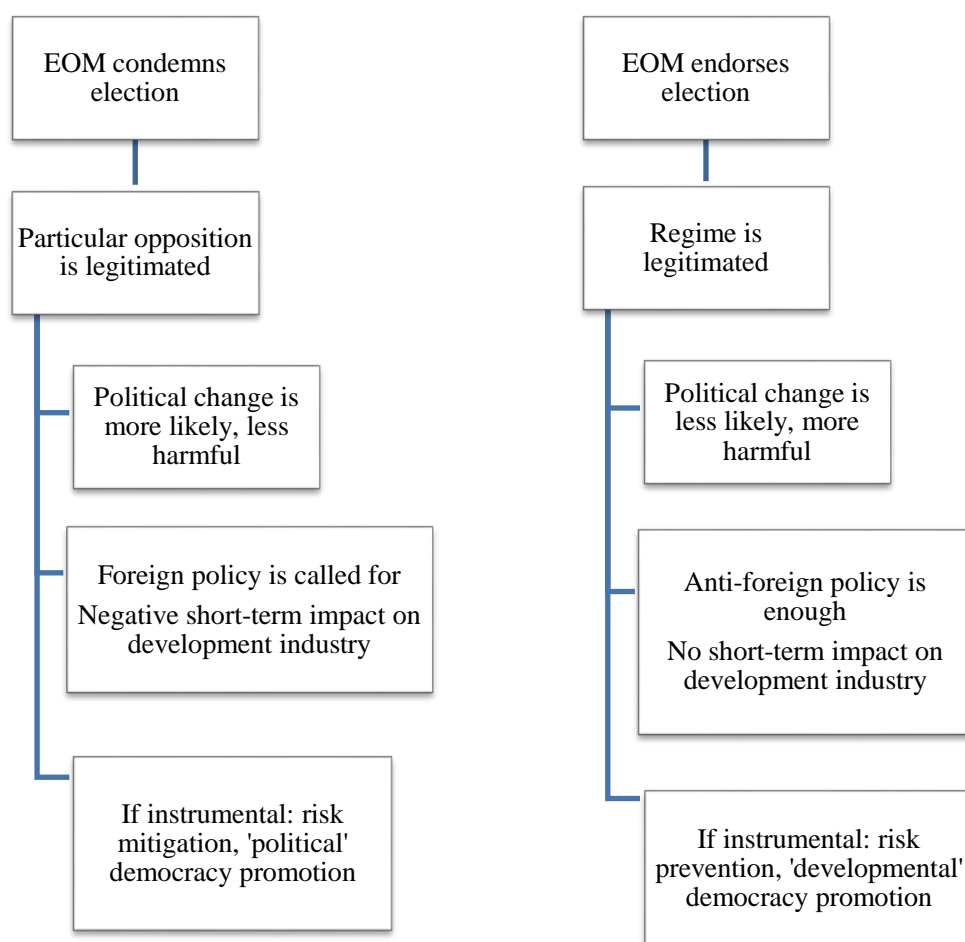 EOM condemns
election
Particular opposition
is legitimated
Political change is
more likely, less
harmful
Foreign policy is called for
Negative short-term impact on
development industry
If instrumental: risk
mitigation, 'political'
democracy promotion
EOM endorses
election
Regime is
legitimated
Political change is
less likely, more
harmful
Anti-foreign policy is
enough
No short-term impact on
development industry
If instrumental: risk
prevention, 'developmental'
democracy promotion